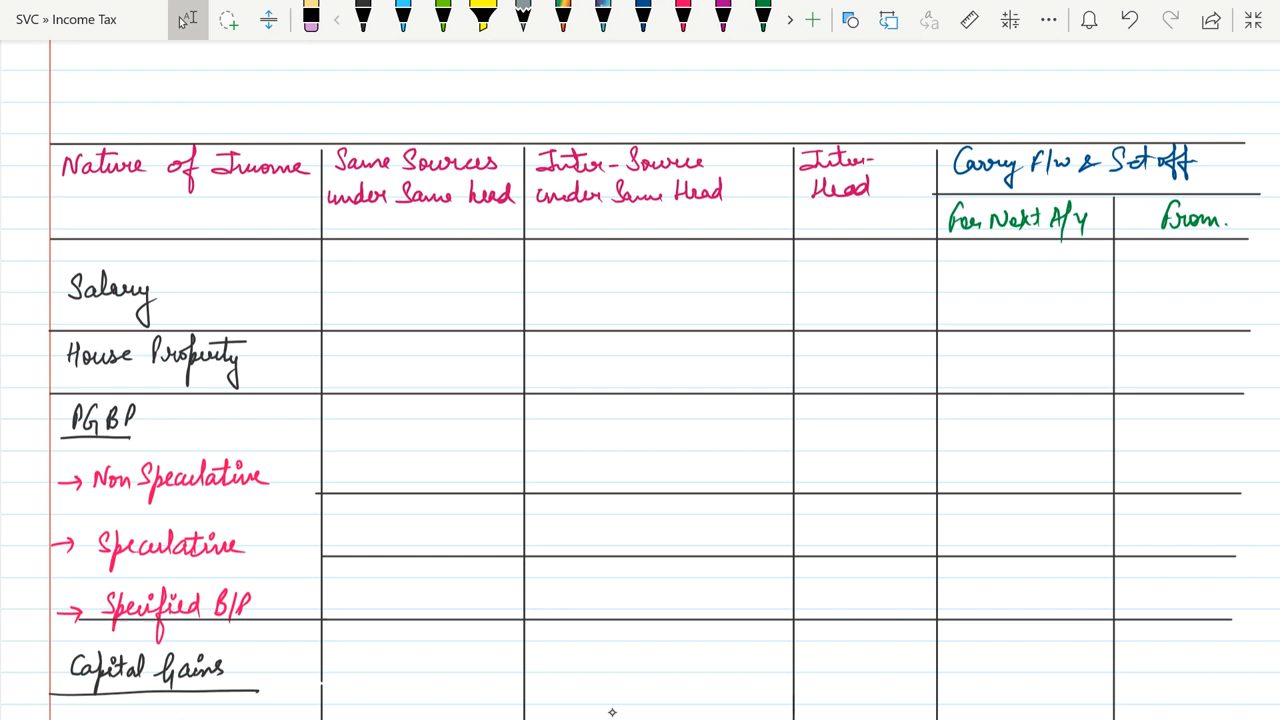 SVC » Income Tax
Nature of Income
Same Sources
under Same head
Inter-Source
under Same Head
Inter-
Head
Carry F/w & Set off
For Next A/y
From.
Salary
House Property
PGBP
→ Non Speculative
→ Speculative
→ Specified B/P
Capital Gains